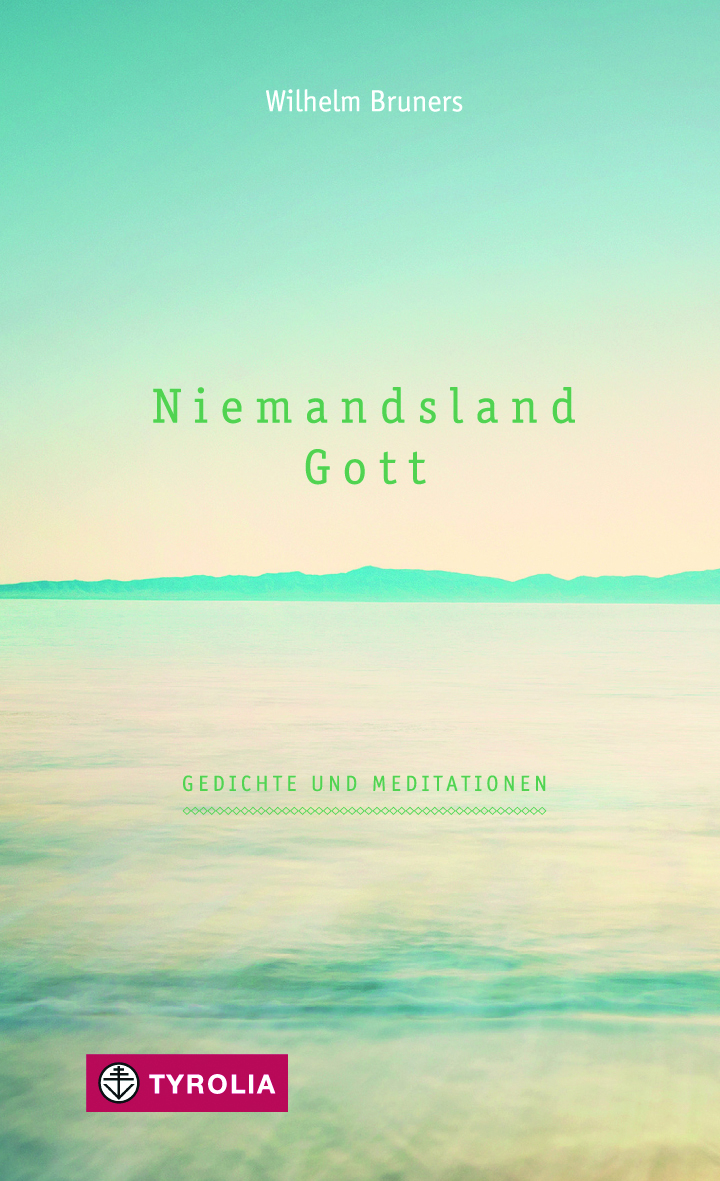 Wilhelm Bruners
Niemandsland
Gott
GEDICHTE UND MEDITATIONEN
TYROLIA